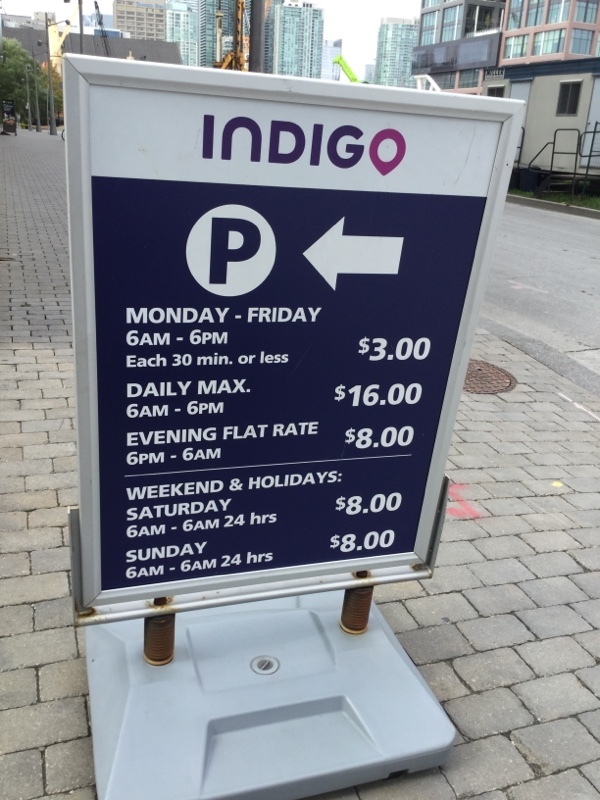 INDIGO
P
MONDAY - FRIDAY
6AM - 6PM
Each 30 min. or less $3.00
DAILY MAX.
6AM - 6PM $16.00
EVENING FLAT RATE
6PM - 6AM $8.00
WEEKEND & HOLIDAYS:
SATURDAY
6AM - 6AM 24 hrs $8.00
SUNDAY
6AM - 6AM 24 hrs $8.00